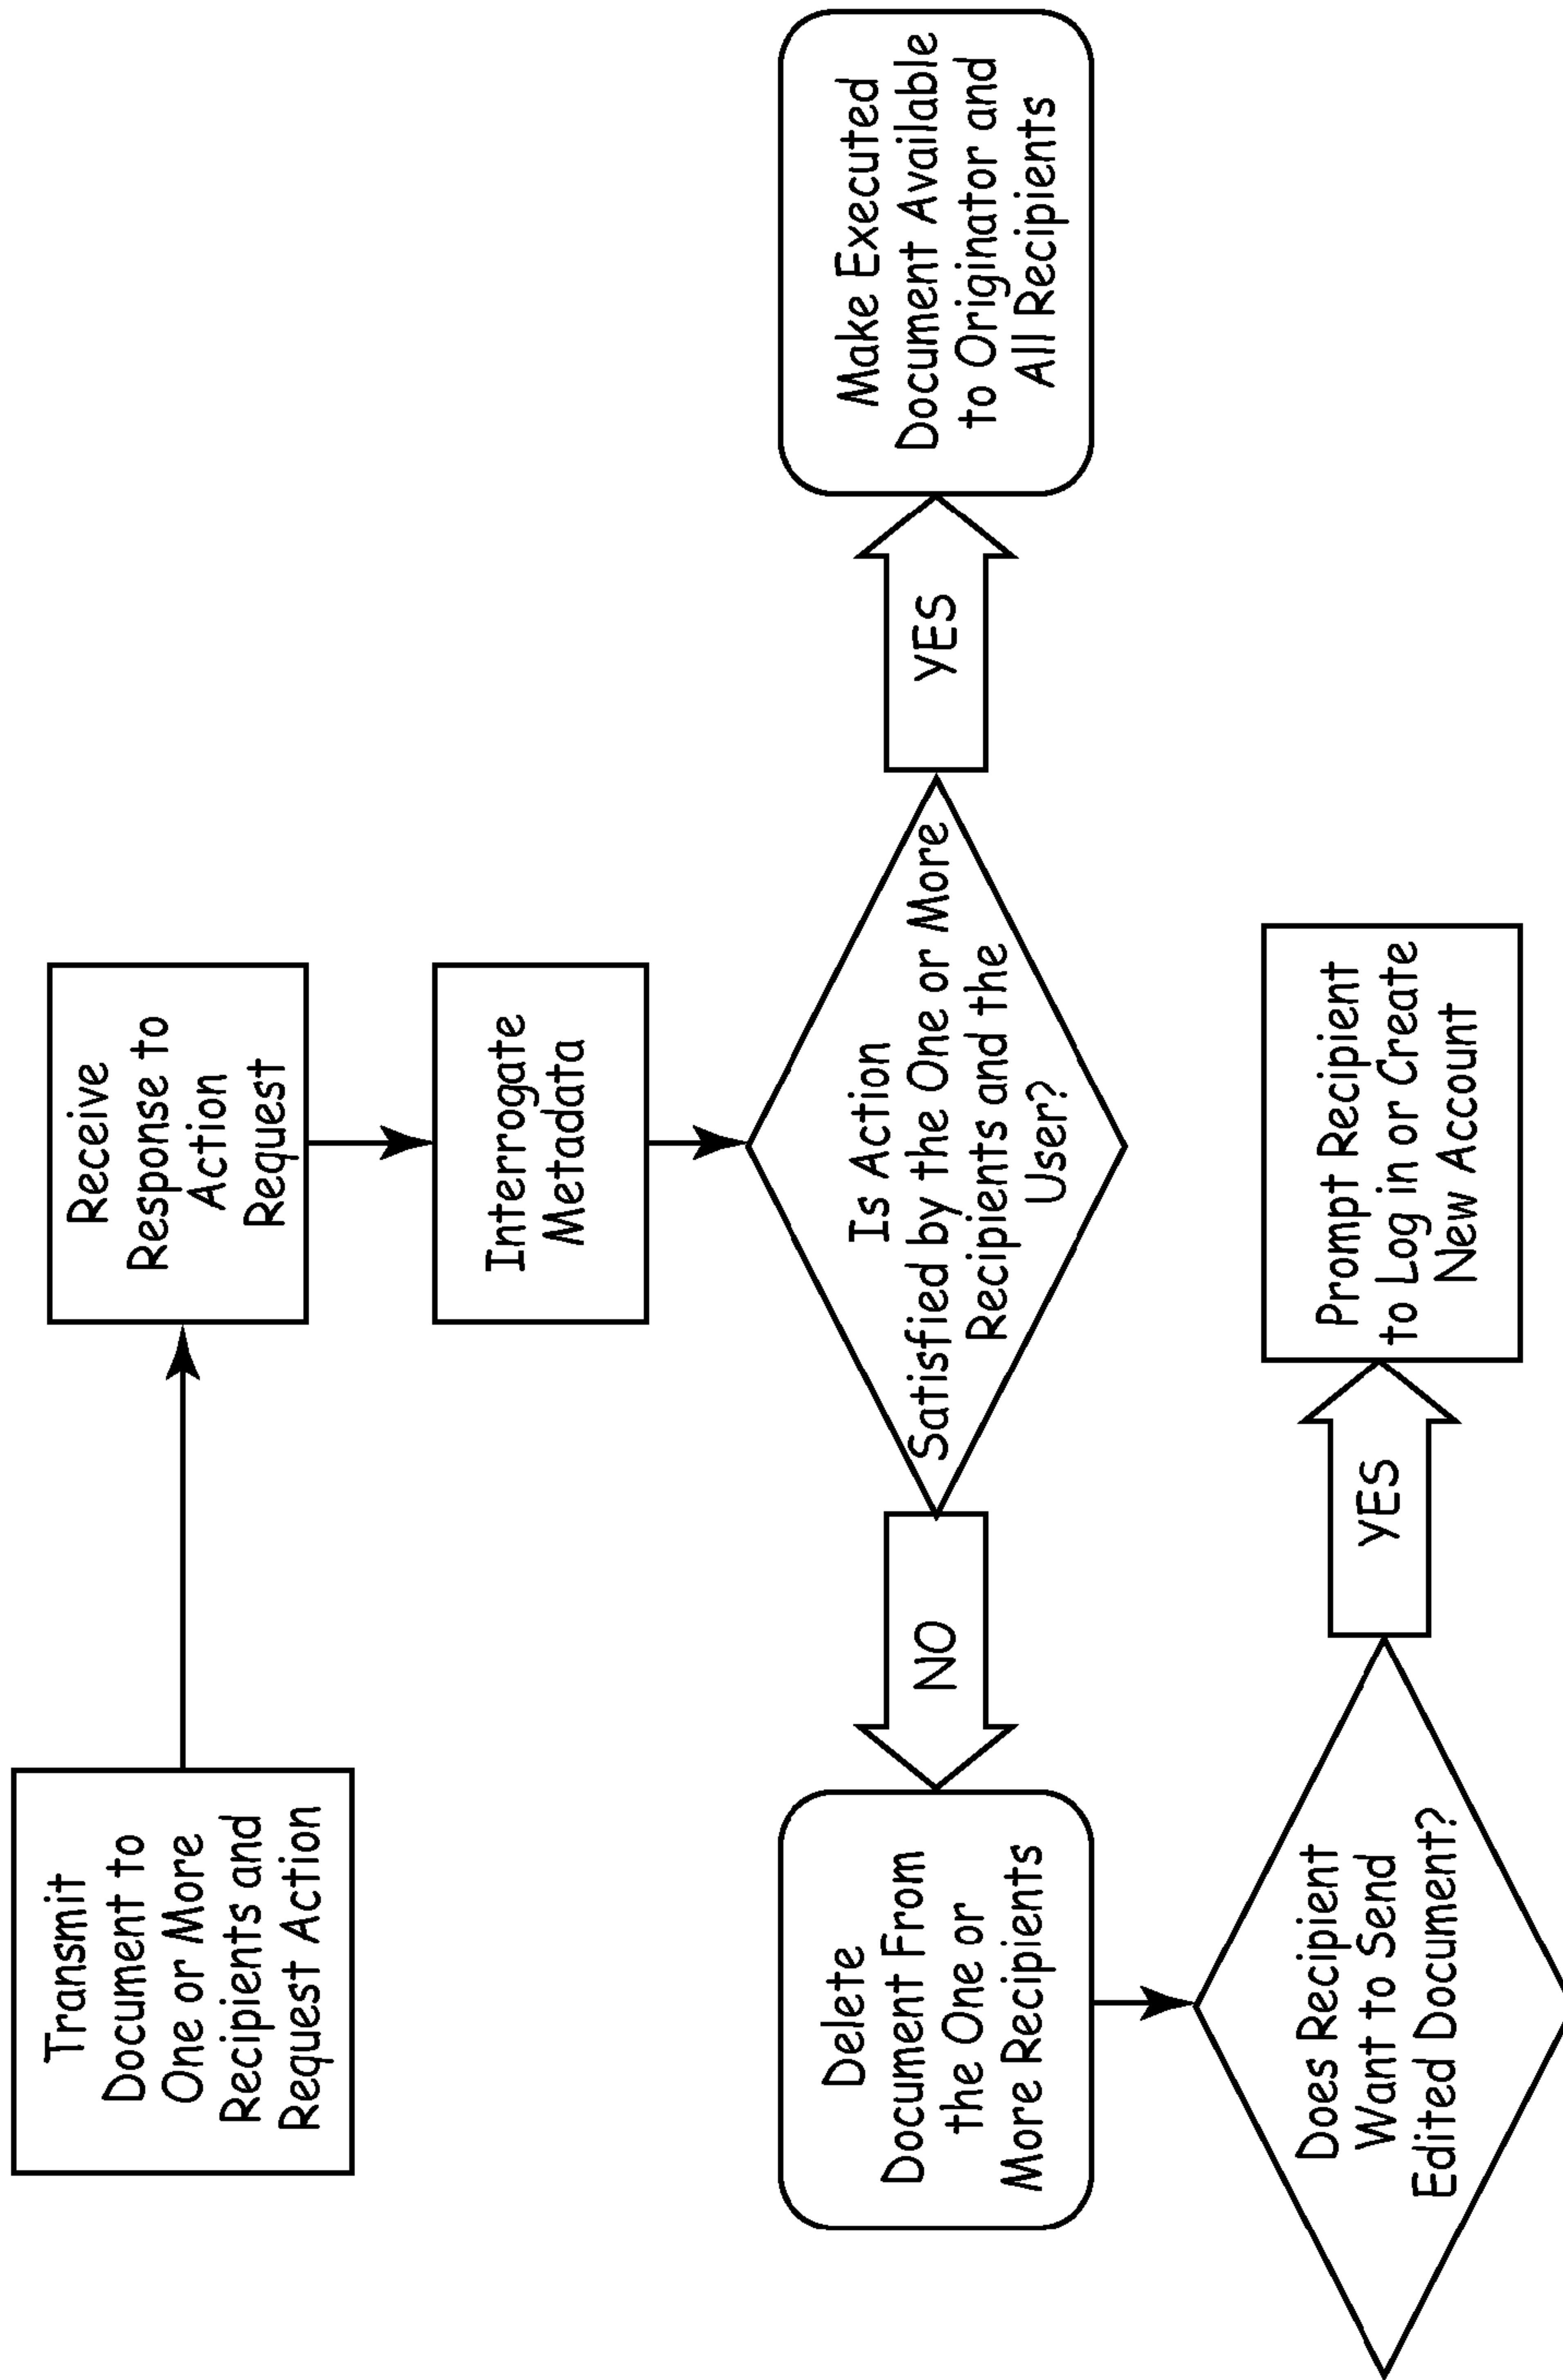 Transmit
Document to
One or More
Recipients and
Request Action
Receive
Response to
Action
Request
Interrogate
Metadata
Is Action
Satisfied by the One or More
Recipients and the
User?
YES
Make Executed
Document Available
to Originator and
All Recipients
NO
Delete
Document From
the One or
More Recipients
Does Recipient
Want to Send
Edited Document?
YES
Prompt Recipient
to Log in or Create
New Account